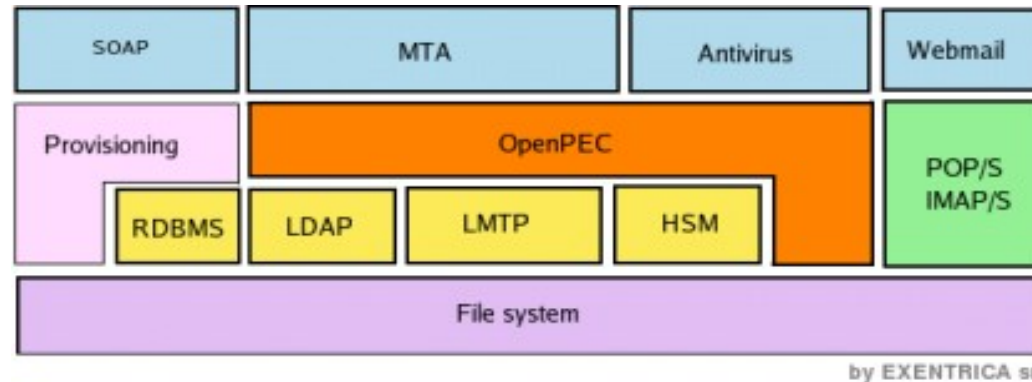 SOAP
MTA
Antivirus
Webmail
Provisioning
OpenPEC
POP/S
IMAP/S
RDBMS
LDAP
LMTP
HSM
File system
by EXENTRICA s